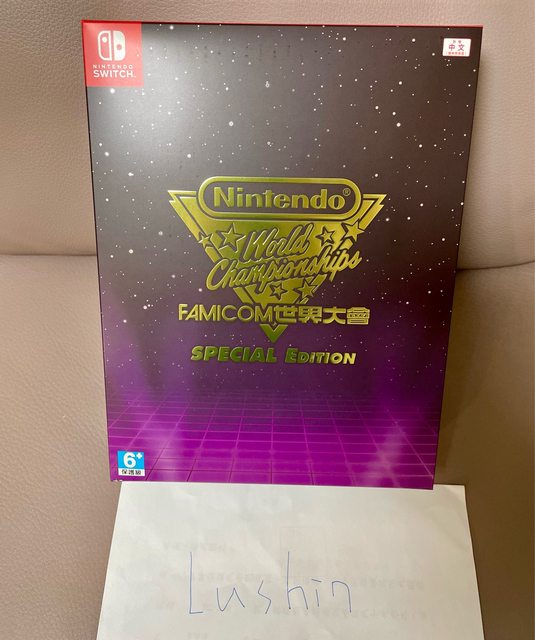 NINTENDO
SWITCH.
中文
Nintendo®
World
Championships
FAMICOM世界大會
SPECIAL EDITION
6+
保護級
Lushin